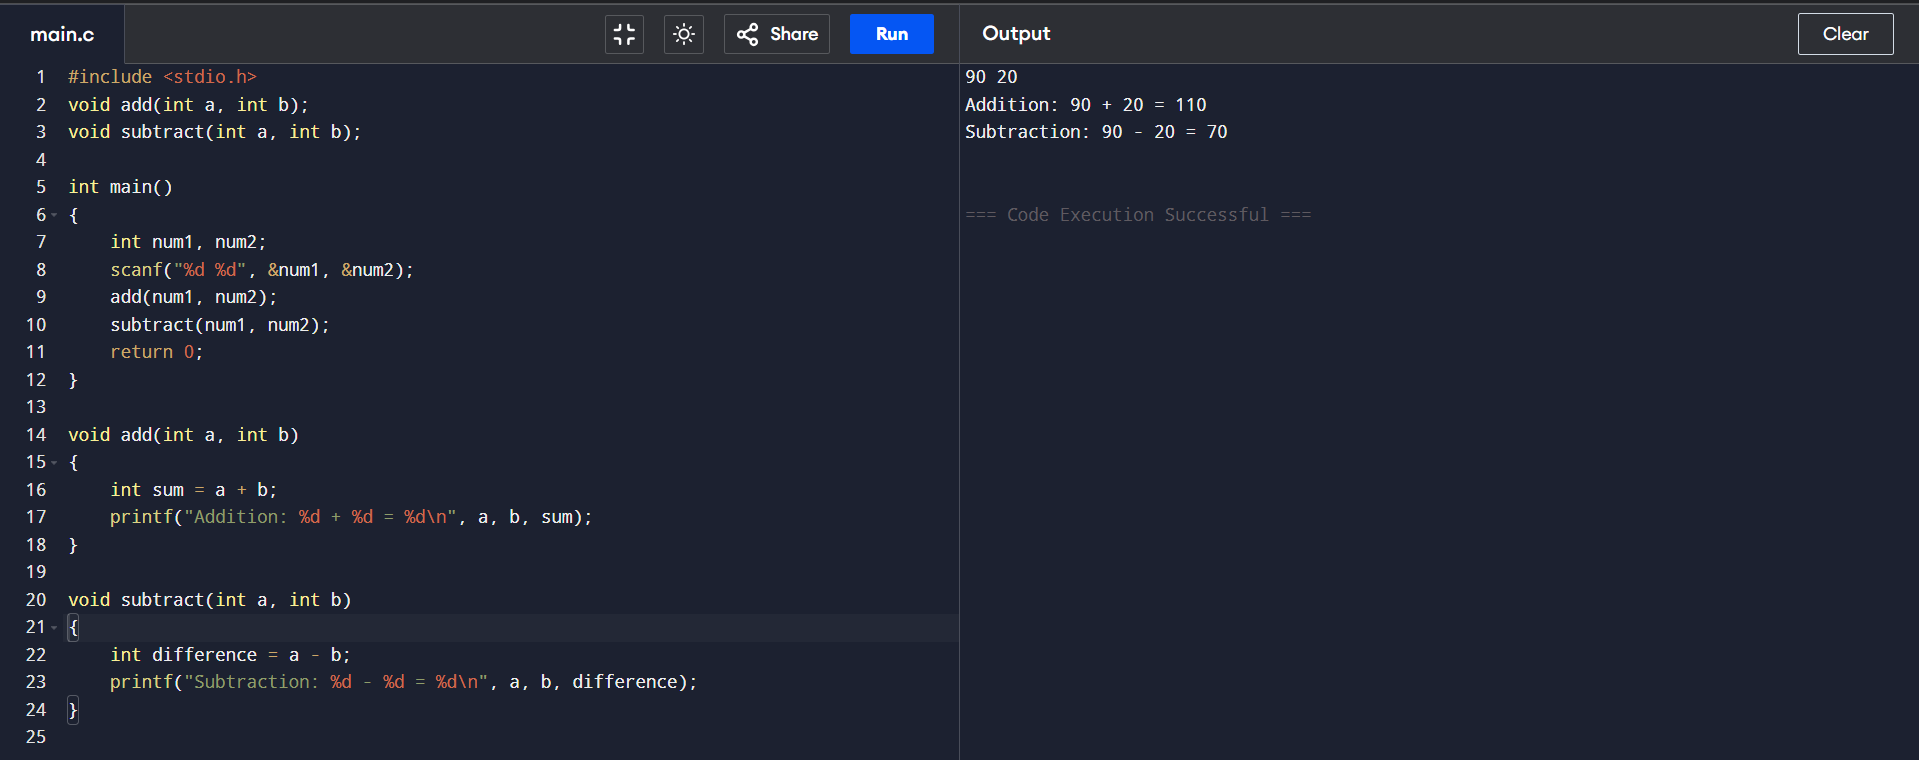 main.c
Share
Run
Output
Clear
1 #include <stdio.h>
2 void add(int a, int b);
3 void subtract(int a, int b);
4
5 int main()
6 {
7     int num1, num2;
8     scanf("%d %d", &num1, &num2);
9     add(num1, num2);
10     subtract(num1, num2);
11     return 0;
12 }
13
14 void add(int a, int b)
15 {
16     int sum = a + b;
17     printf("Addition: %d + %d = %d\n", a, b, sum);
18 }
19
20 void subtract(int a, int b)
21 {
22     int difference = a - b;
23     printf("Subtraction: %d - %d = %d\n", a, b, difference);
24 }
25
90 20
Addition: 90 + 20 = 110
Subtraction: 90 - 20 = 70
=== Code Execution Successful ===